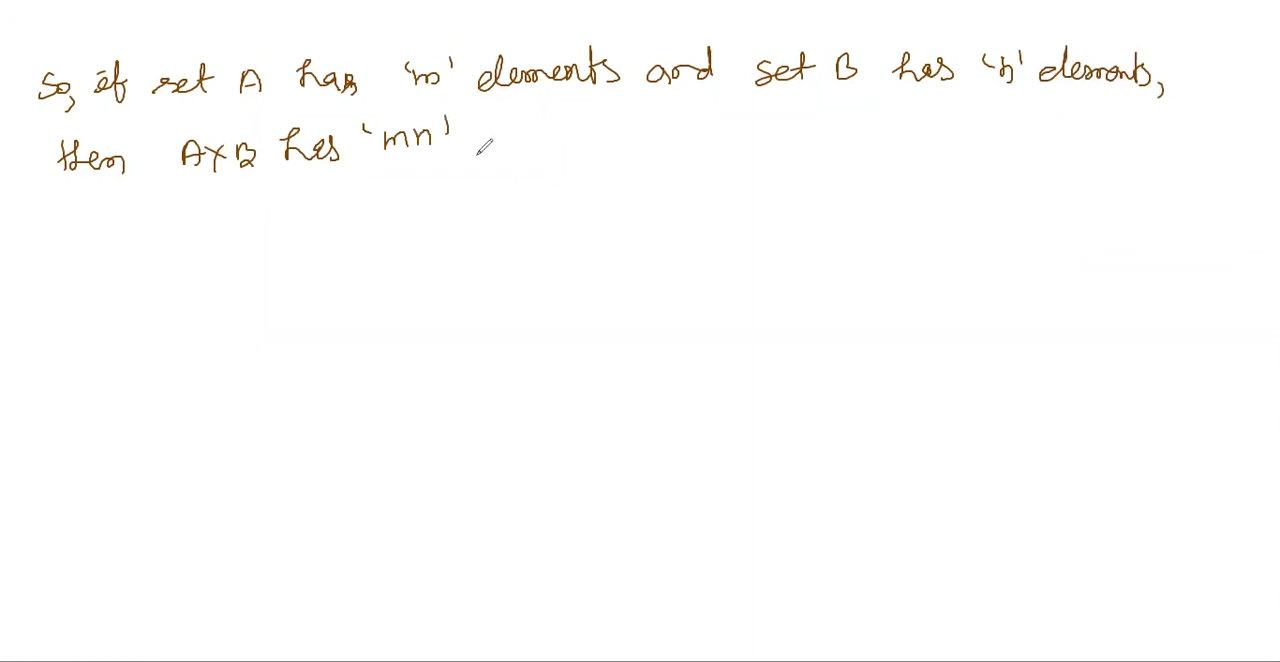 So, if set A has 'm' elements and set B has 'n' elements,
then A×B has 'mn'